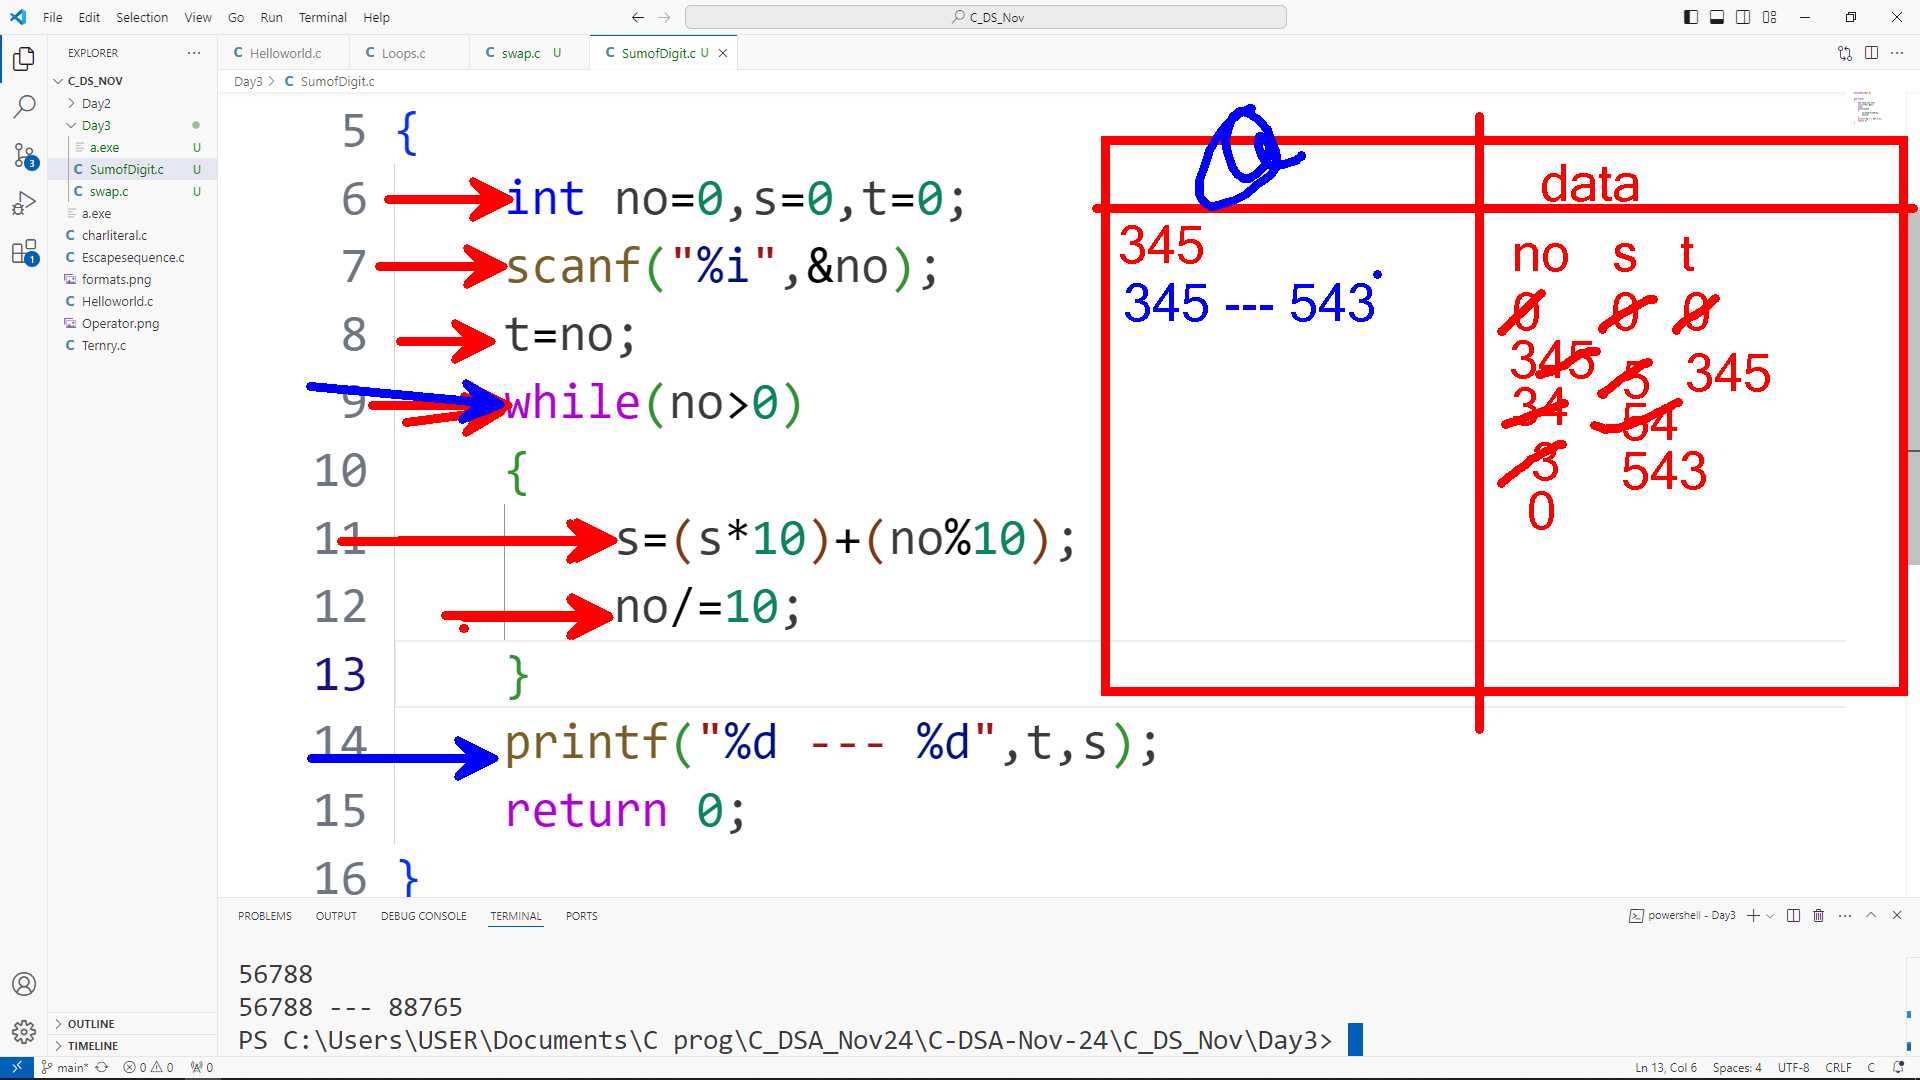 File Edit Selection View Go Run Terminal Help
C_DS_Nov
EXPLORER
C_DS_NOV
Day2
Day3
a.exe U
C SumofDigit.c U
C swap.c U
a.exe
C charliteral.c
C Escapesequence.c
formats.png
C Helloworld.c
Operator.png
C Ternry.c
OUTLINE
TIMELINE
3
1
C Helloworld.c C Loops.c C swap.c U C SumofDigit.c U
Day3 > C SumofDigit.c
5 {
6 int no=0,s=0,t=0;
7 scanf("%i",&no);
8 t=no;
9 while(no>0)
10 {
11 s=(s*10)+(no%10);
12 no/=10;
13 }
14 printf("%d --- %d",t,s);
15 return 0;
16 }
data
345
345 --- 543
no s t
0 0 0
345 5 345
34 54
3 543
0
PROBLEMS OUTPUT DEBUG CONSOLE TERMINAL PORTS
powershell - Day3
56788
56788 --- 88765
PS C:\Users\USER\Documents\C prog\C_DSA_Nov24\C-DSA-Nov-24\C_DS_Nov\Day3>
main* 0 0 0
Ln 13, Col 6 Spaces: 4 UTF-8 CRLF C